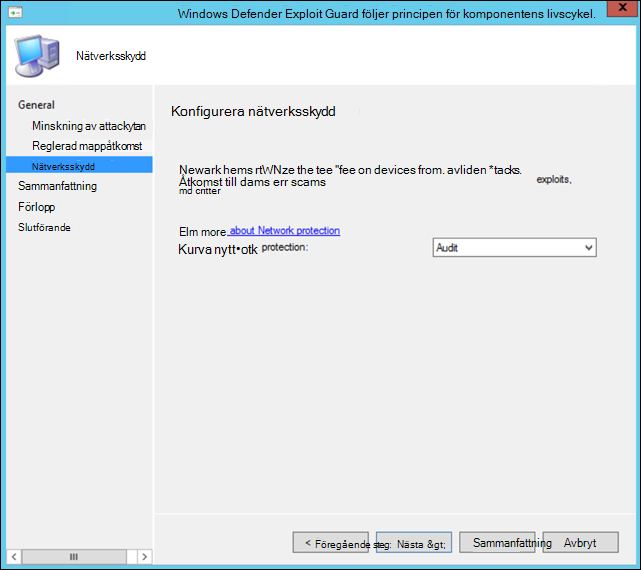 Windows Defender Exploit Guard följer principen för komponentens livscykel.
x
Nätverksskydd
General
Minskning av attackytan
Reglerad mappåtkomst
Nätverksskydd
Sammanfattning
Förlopp
Slutförande
Konfigurera nätverksskydd
Newark hems rtWNze the tee "fee on devices from. avliden *tacks.
Åtkomst till dams err scams exploits,
md critter
Elm more about Network protection
Kurva nytt•otk protection:
Audit
< Föregående steg:
Nästa &gt;
Sammanfattning
Avbryt